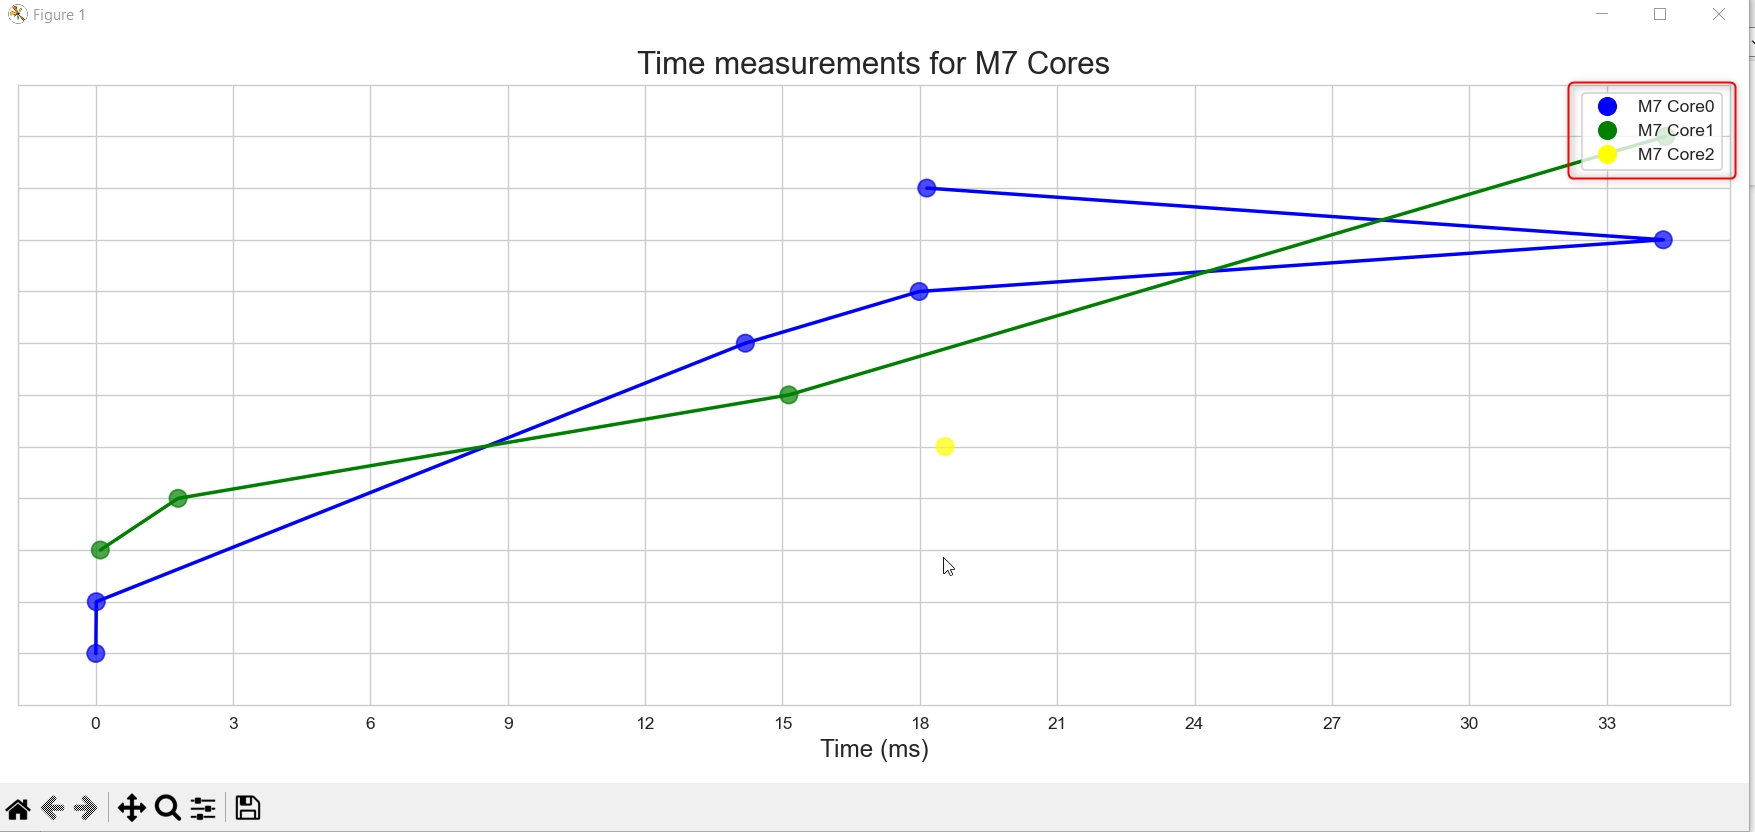 Figure 1
Time measurements for M7 Cores
M7 Core0
M7 Core1
M7 Core2
0 3 6 9 12 15 18 21 24 27 30 33
Time (ms)